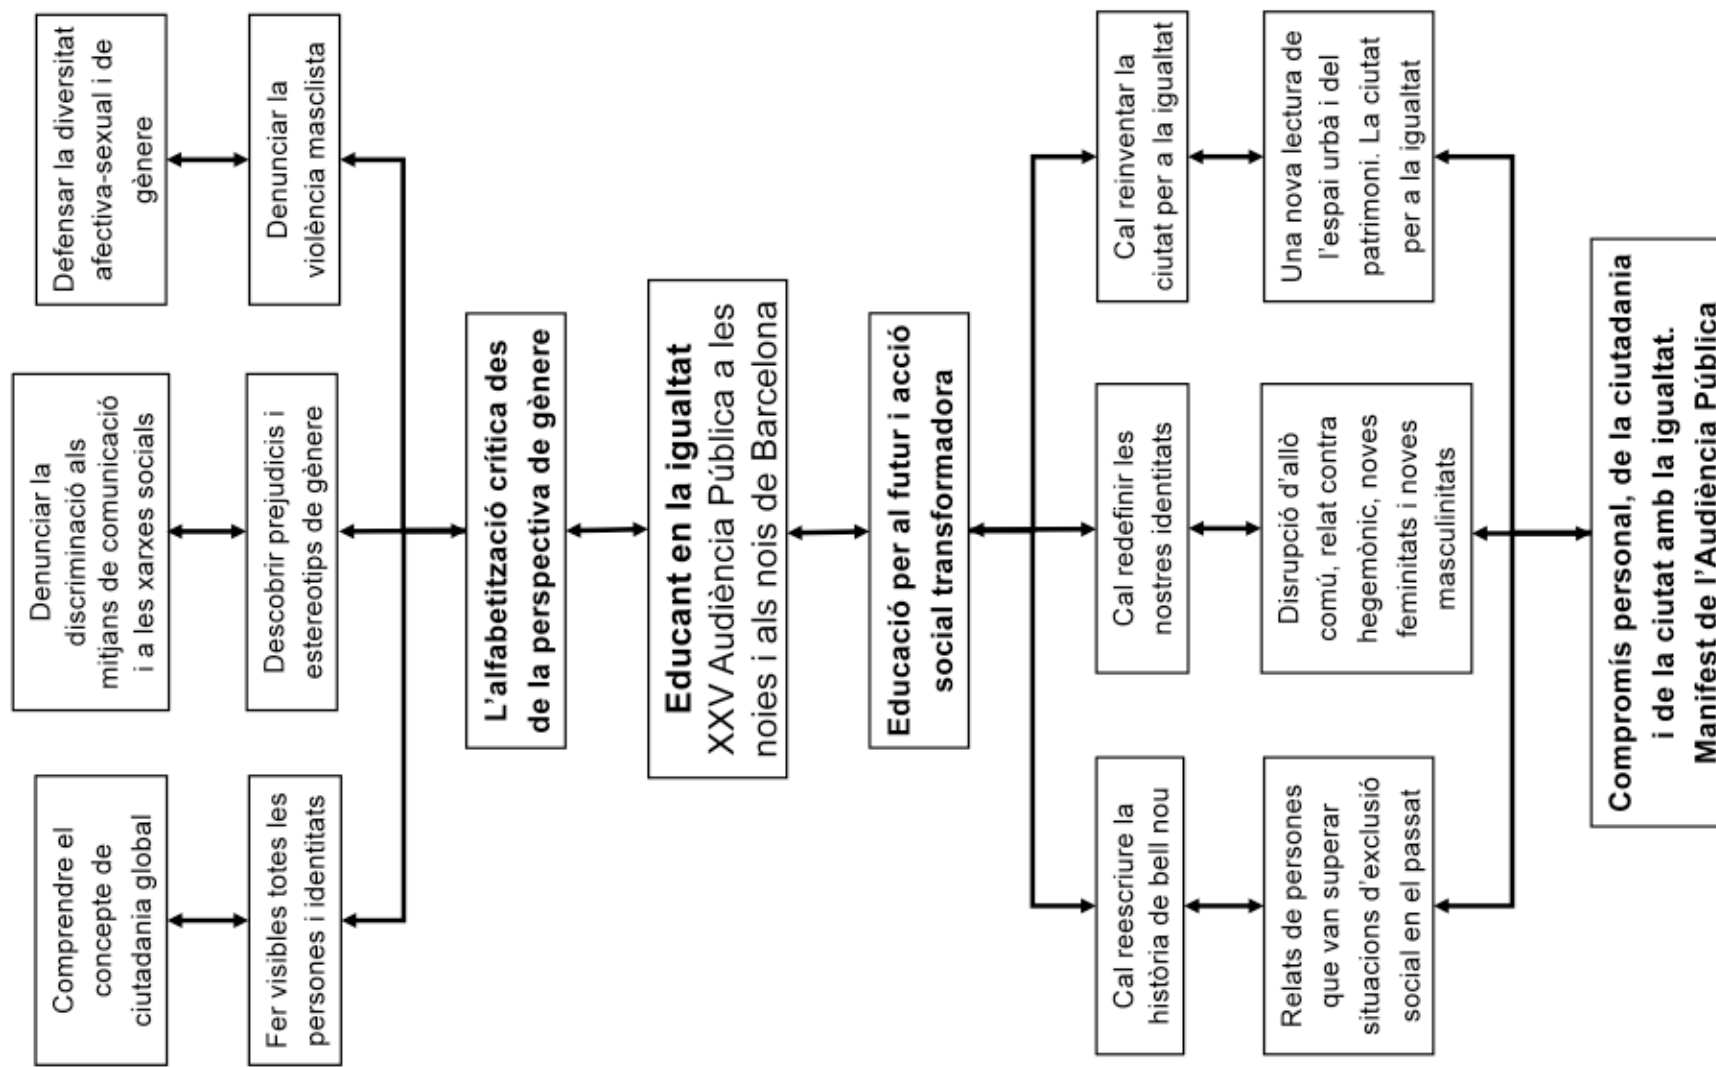 Comprendre el
concepte de
ciutadania global
Denunciar la
discriminació als
mitjans de comunicació
i a les xarxes socials
Defensar la diversitat
afectiva-sexual i de
gènere
Fer visibles totes les
persones i identitats
Descobrir prejudicis i
estereotips de gènere
Denunciar la
violència masclista
L'alfabetització crítica des
de la perspectiva de gènere
Educant en la igualtat
XXV Audiència Pública a les
noies i als nois de Barcelona
Educació per al futur i acció
social transformadora
Cal reescriure la
història de bell nou
Cal redefinir les
nostres identitats
Cal reinventar la
ciutat per a la igualtat
Relats de persones
que van superar
situacions d'exclusió
social en el passat
Disrupció d'allò
comú, relat contra
hegemònic, noves
feminitats i noves
masculinitats
Una nova lectura de
l'espai urbà i del
patrimoni. La ciutat
per a la igualtat
Compromís personal, de la ciutadania
i de la ciutat amb la igualtat.
Manifest de l'Audiència Pública